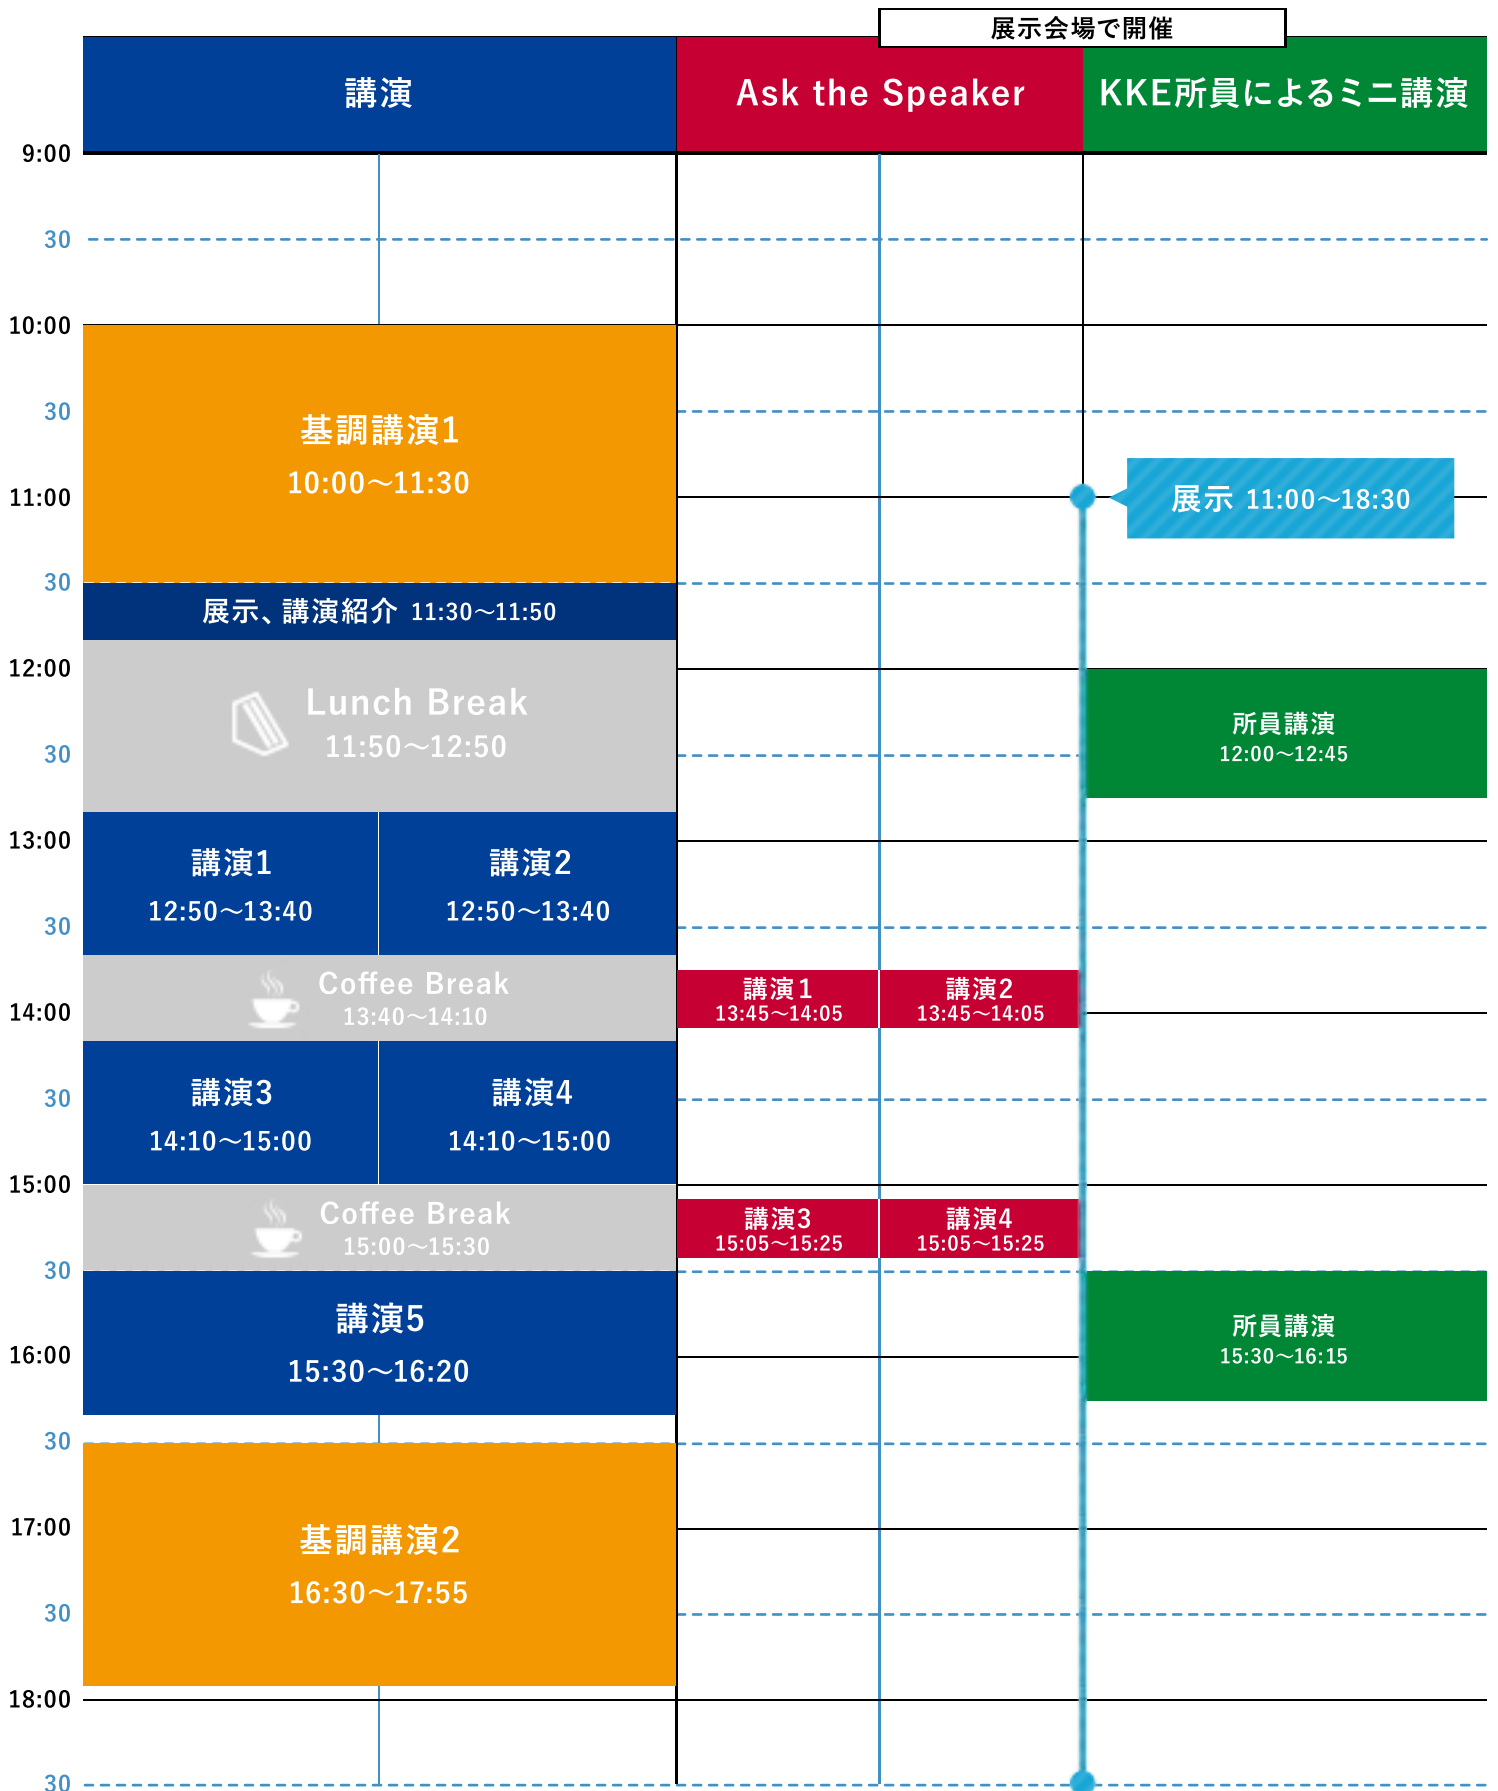 展示会場で開催
講演
Ask the Speaker
KKE所員によるミニ講演
9:00
30
10:00
基調講演1
10:00～11:30
30
11:00
展示 11:00～18:30
30
展示、講演紹介 11:30～11:50
12:00
Lunch Break
11:50～12:50
所員講演
12:00～12:45
30
13:00
講演1
12:50～13:40
講演2
12:50～13:40
30
Coffee Break
13:40～14:10
講演1
13:45～14:05
講演2
13:45～14:05
14:00
講演3
14:10～15:00
講演4
14:10～15:00
30
15:00
Coffee Break
15:00～15:30
講演3
15:05～15:25
講演4
15:05～15:25
30
講演5
15:30～16:20
所員講演
15:30～16:15
16:00
30
基調講演2
16:30～17:55
17:00
30
18:00
30